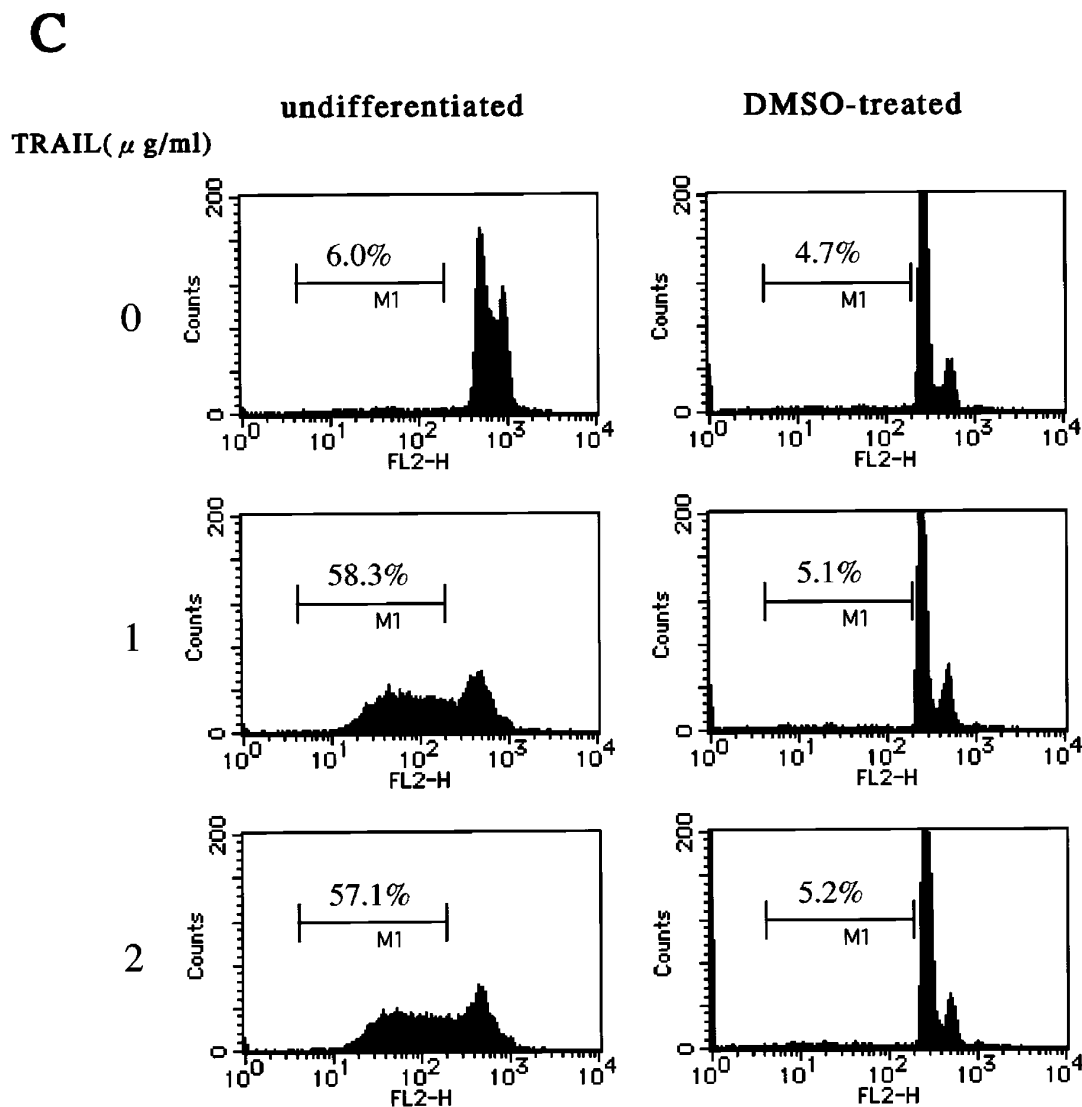 C
undifferentiated DMSO-treated
TRAIL( μ g/ml)
0
200
Counts
0
6.0%
M1
10^0 10^1 10^2 10^3 10^4
FL2-H
200
Counts
0
4.7%
M1
10^0 10^1 10^2 10^3 10^4
FL2-H
1
200
Counts
0
58.3%
M1
10^0 10^1 10^2 10^3 10^4
FL2-H
200
Counts
0
5.1%
M1
10^0 10^1 10^2 10^3 10^4
FL2-H
2
200
Counts
0
57.1%
M1
10^0 10^1 10^2 10^3 10^4
FL2-H
200
Counts
0
5.2%
M1
10^0 10^1 10^2 10^3 10^4
FL2-H